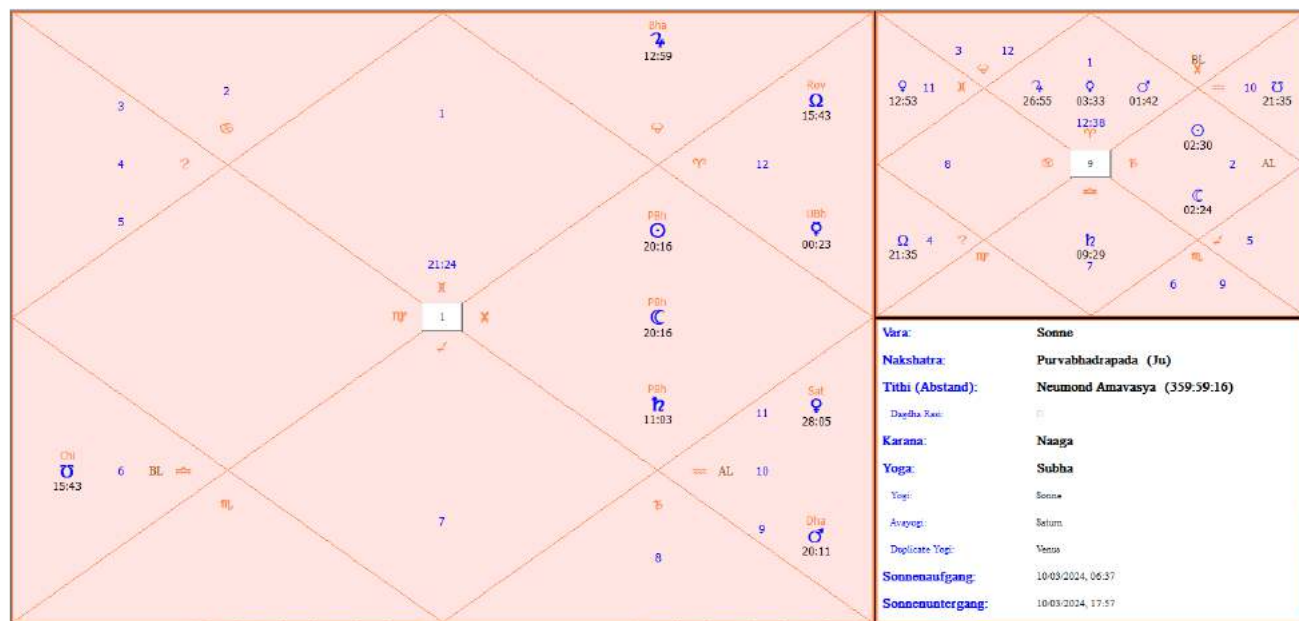 Bha
♃
12:59
Rev
☊
15:43
2
3
1
♋
♉
4
♈
12
5
PBh
☉
20:16
UBh
☿
00:23
21:24
♊
♍ 1 ♓
♐
PBh
☾
20:16
PBh
♄
11:03
11
Sat
♀
28:05
Chi
☋
15:43
6 BL ♎
♒ AL 10
♏
♑
7
9
Dha
♂
20:11
8
3 12
1
BL
♀ 11 ♊
12:53
♃
26:55
☿
03:33
♂
01:42
♒ 10 ☋
21:35
12:38
♈
☉
02:30
8
♋ 9 ♑
2 AL
♎
☾
02:24
☊ 4
21:35
♍
♄
09:29
7
♐ 5
♏
6 9
Vara: Sonne
Nakshatra: Purvabhadrapada (Ju)
Tithi (Abstand): Neumond Amavasya (359:59:16)
Dagdha Rasi:
Karana: Naaga
Yoga: Subha
Yogi: Sonne
Avayogi: Saturn
Duplicate Yogi: Venus
Sonnenaufgang: 10/03/2024, 06:37
Sonnenuntergang: 10/03/2024, 17:57